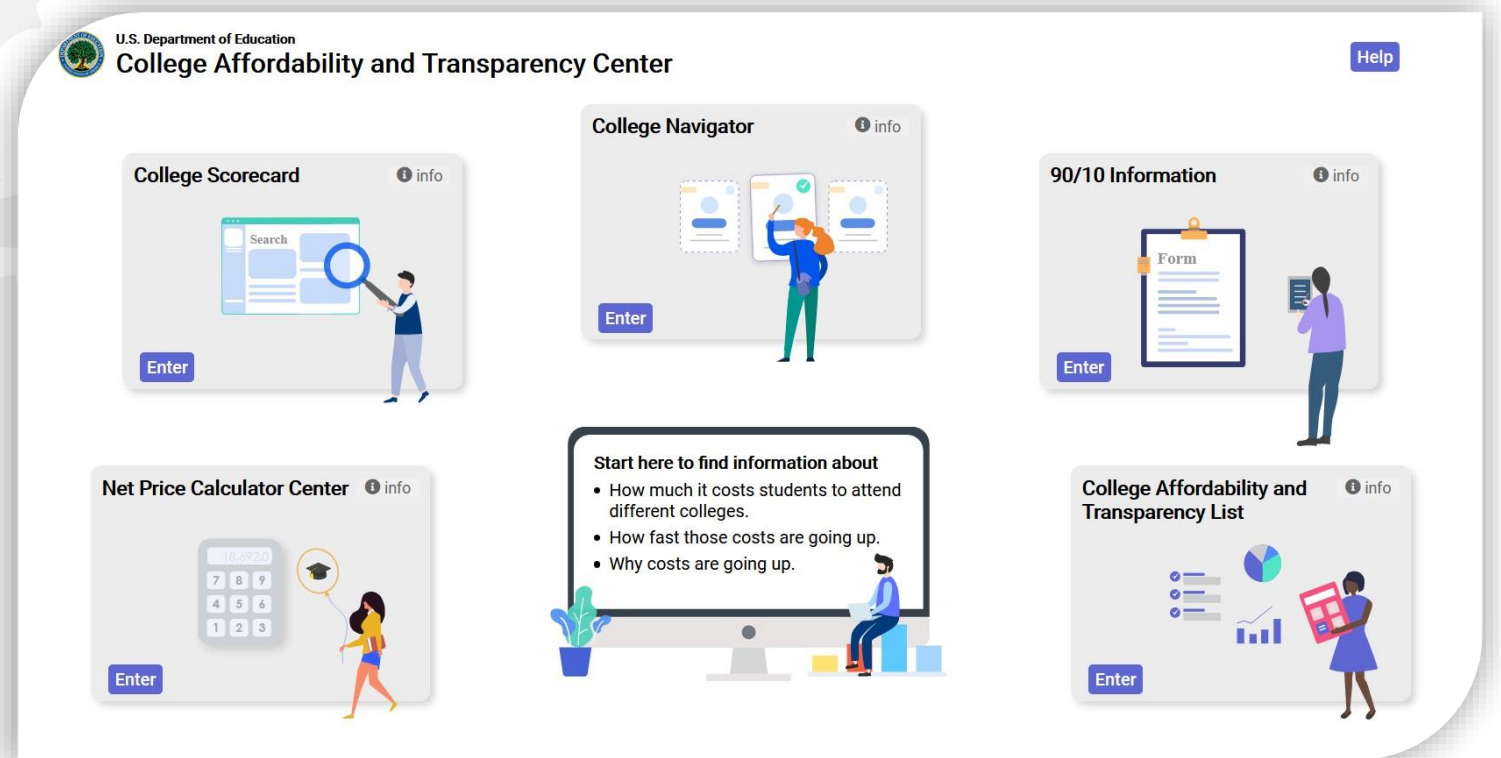 U.S. Department of Education
College Affordability and Transparency Center
Help
College Scorecard
info
Search
Enter
College Navigator
info
Enter
90/10 Information
info
Form
Enter
Net Price Calculator Center
info
18,692.0
7 8 9
4 5 6
1 2 3
Enter
Start here to find information about
• How much it costs students to attend
different colleges.
• How fast those costs are going up.
• Why costs are going up.
College Affordability and
Transparency List
info
Enter